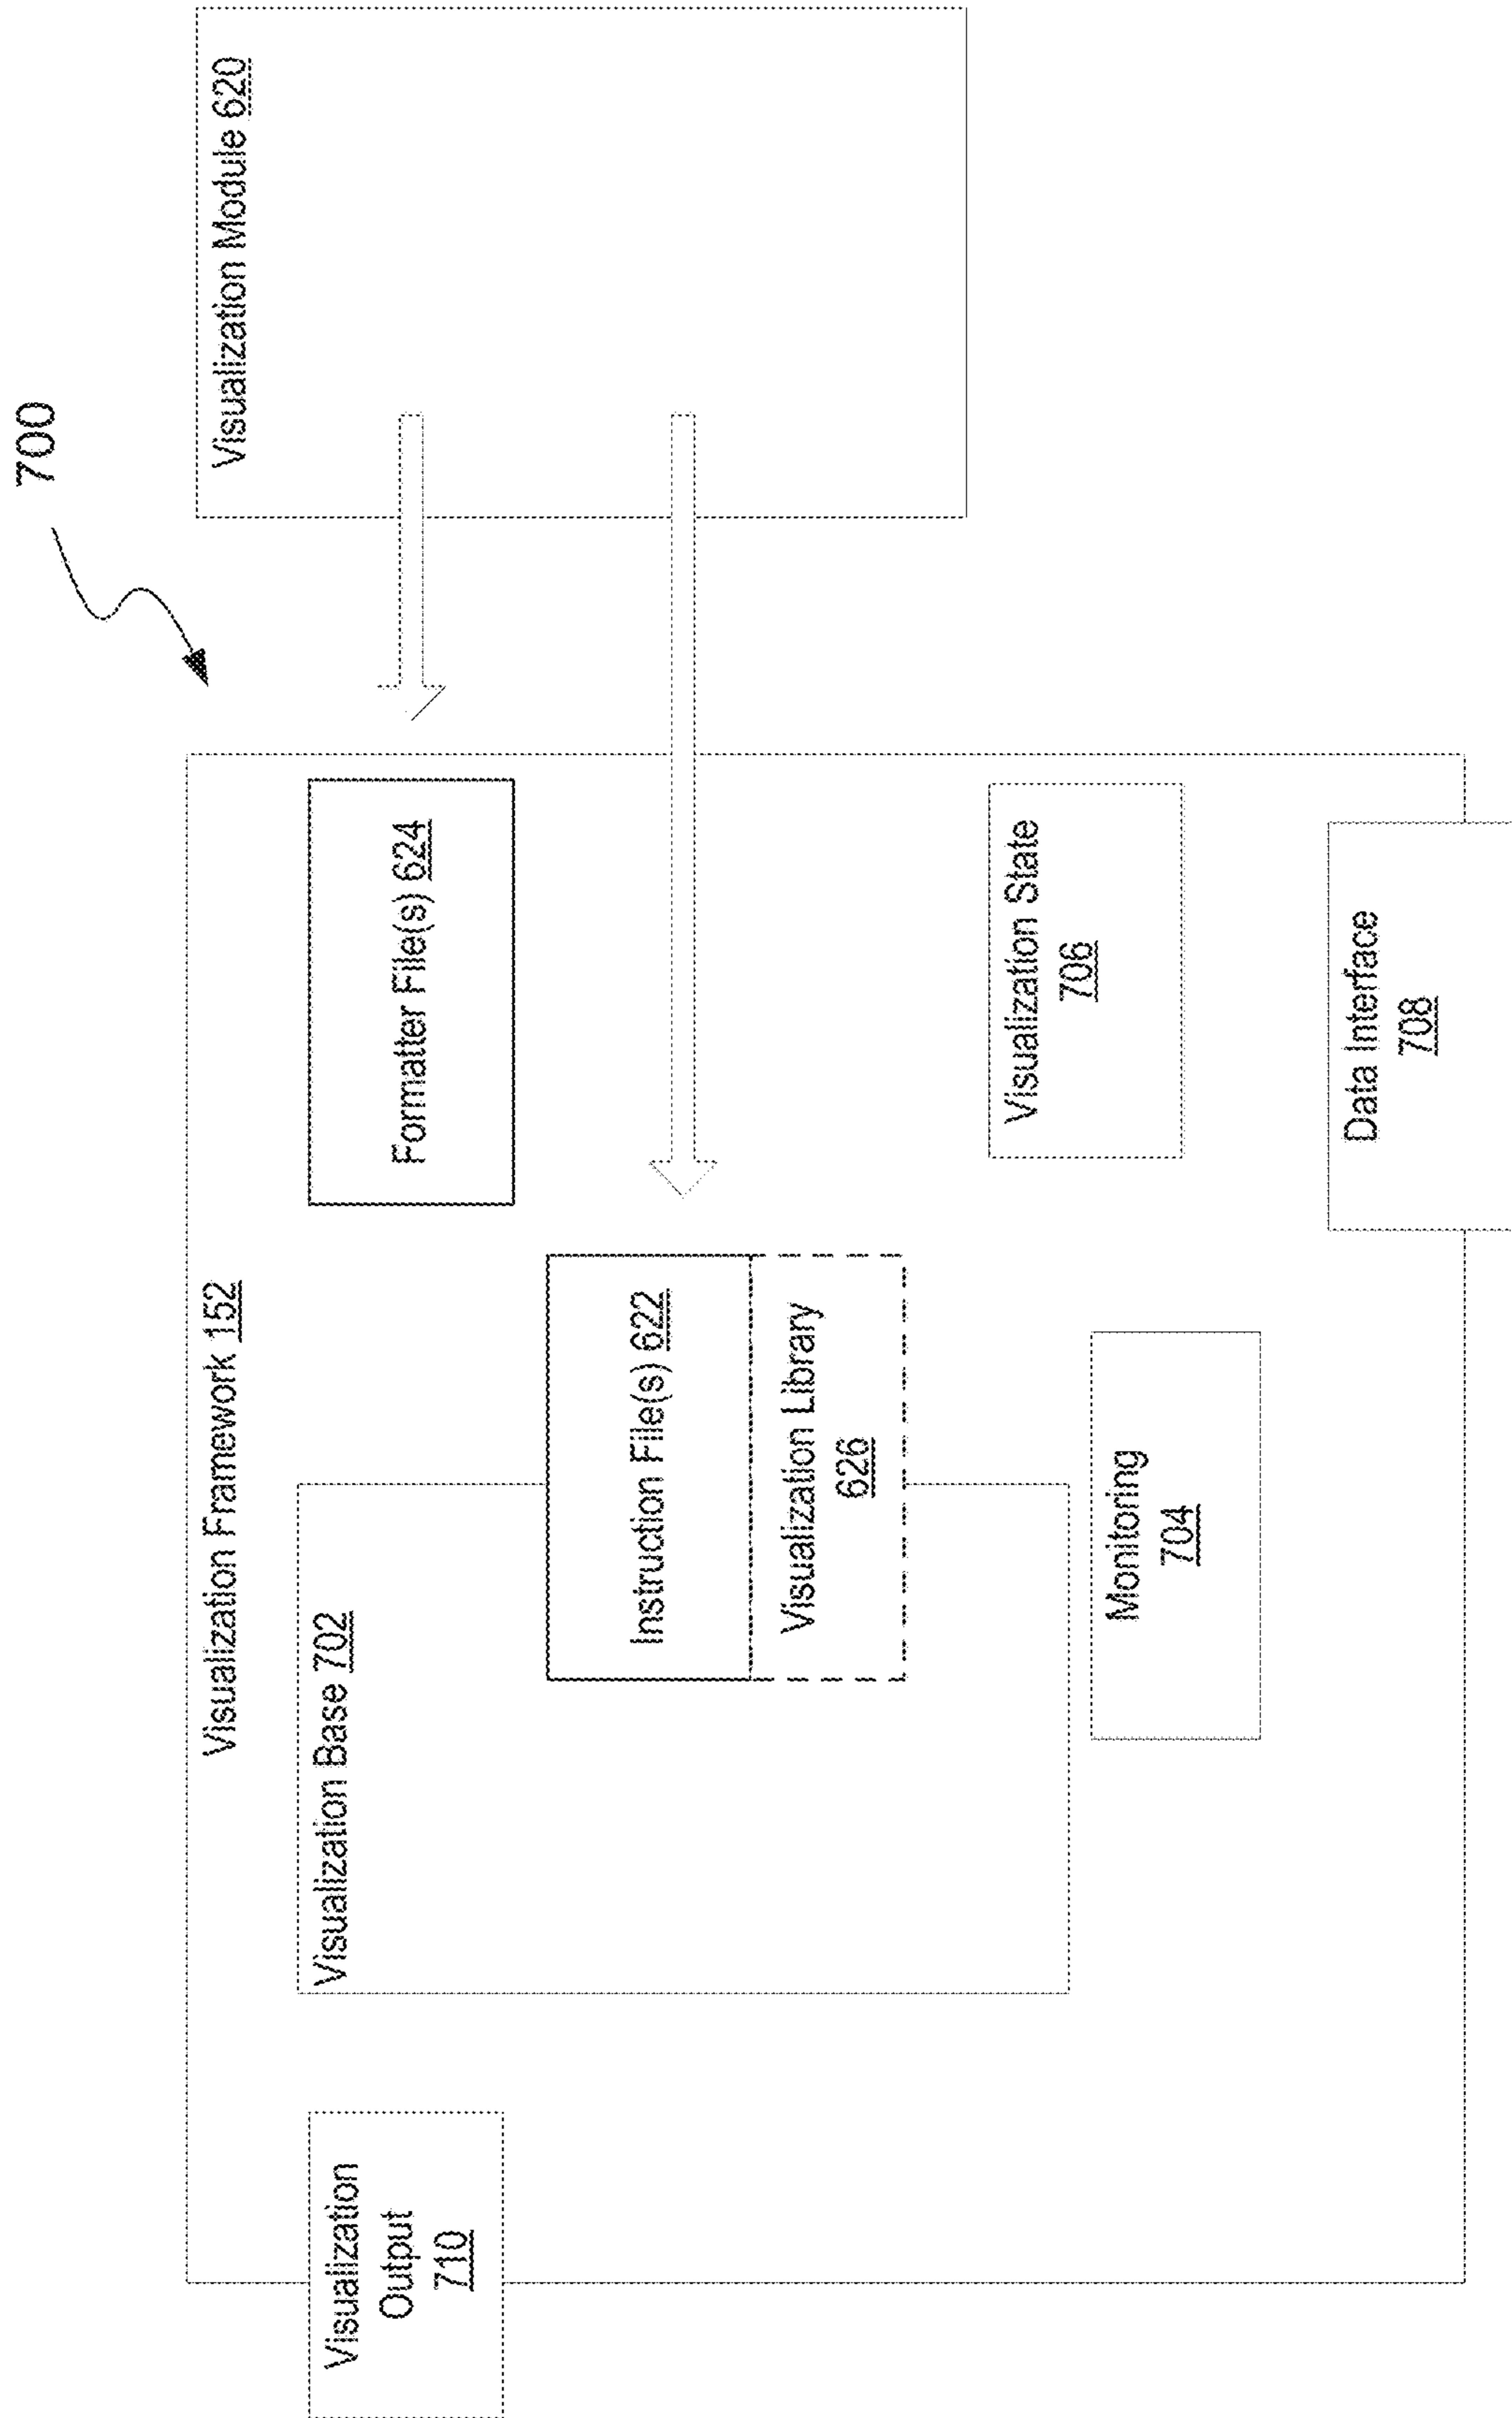 700
Visualization Framework 152
Visualization Module 620
Visualization
Output
710
Visualization Base 702
Formatter File(s) 624
Instruction File(s) 622
Visualization Library
626
Visualization State
706
Monitoring
704
Data Interface
708